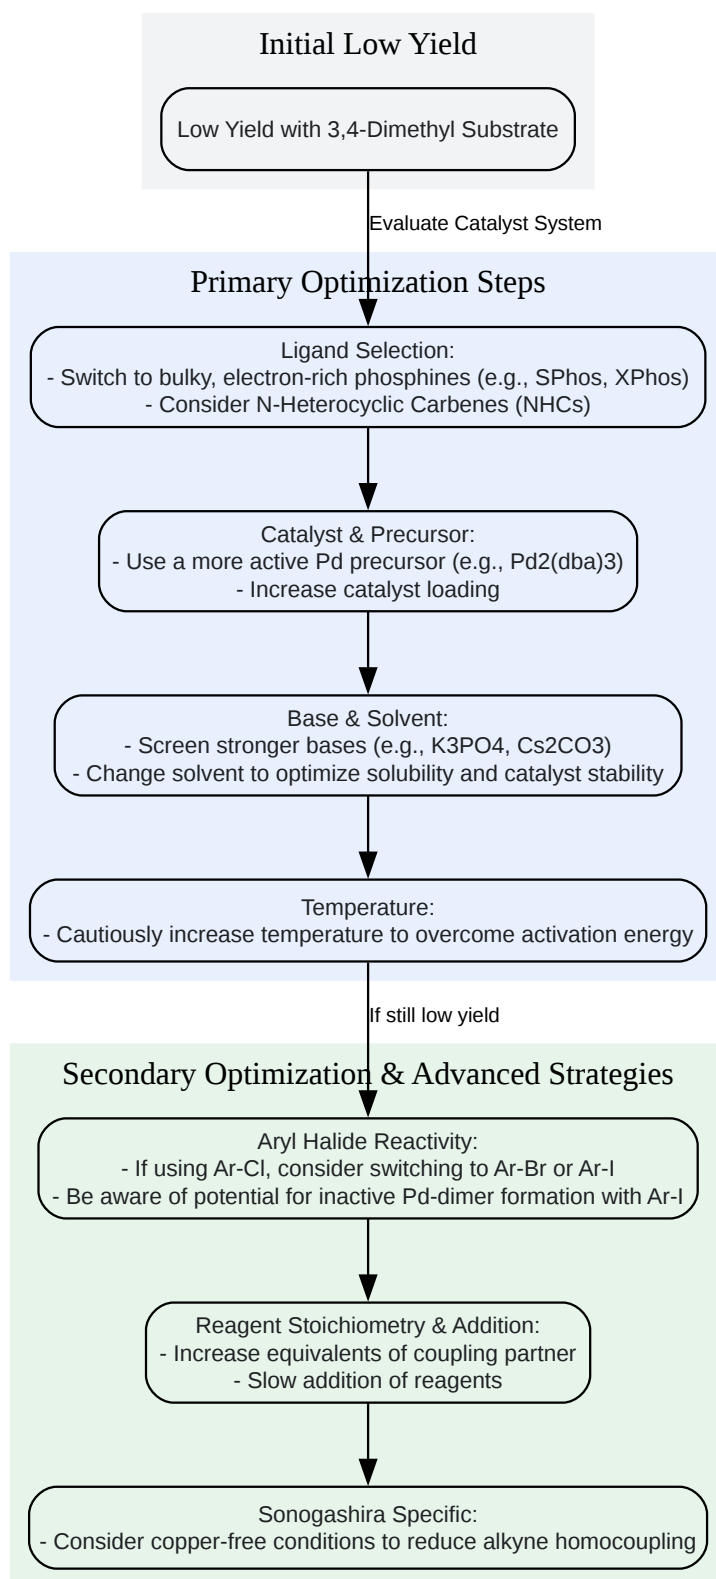 Initial Low Yield
Low Yield with 3,4-Dimethyl Substrate
Evaluate Catalyst System
Primary Optimization Steps
Ligand Selection:
- Switch to bulky, electron-rich phosphines (e.g., SPhos, XPhos)
- Consider N-Heterocyclic Carbenes (NHCs)
Catalyst & Precursor:
- Use a more active Pd precursor (e.g., Pd2(dba)3)
- Increase catalyst loading
Base & Solvent:
- Screen stronger bases (e.g., K3PO4, Cs2CO3)
- Change solvent to optimize solubility and catalyst stability
Temperature:
- Cautiously increase temperature to overcome activation energy
If still low yield
Secondary Optimization & Advanced Strategies
Aryl Halide Reactivity:
- If using Ar-Cl, consider switching to Ar-Br or Ar-I
- Be aware of potential for inactive Pd-dimer formation with Ar-I
Reagent Stoichiometry & Addition:
- Increase equivalents of coupling partner
- Slow addition of reagents
Sonogashira Specific:
- Consider copper-free conditions to reduce alkyne homocoupling